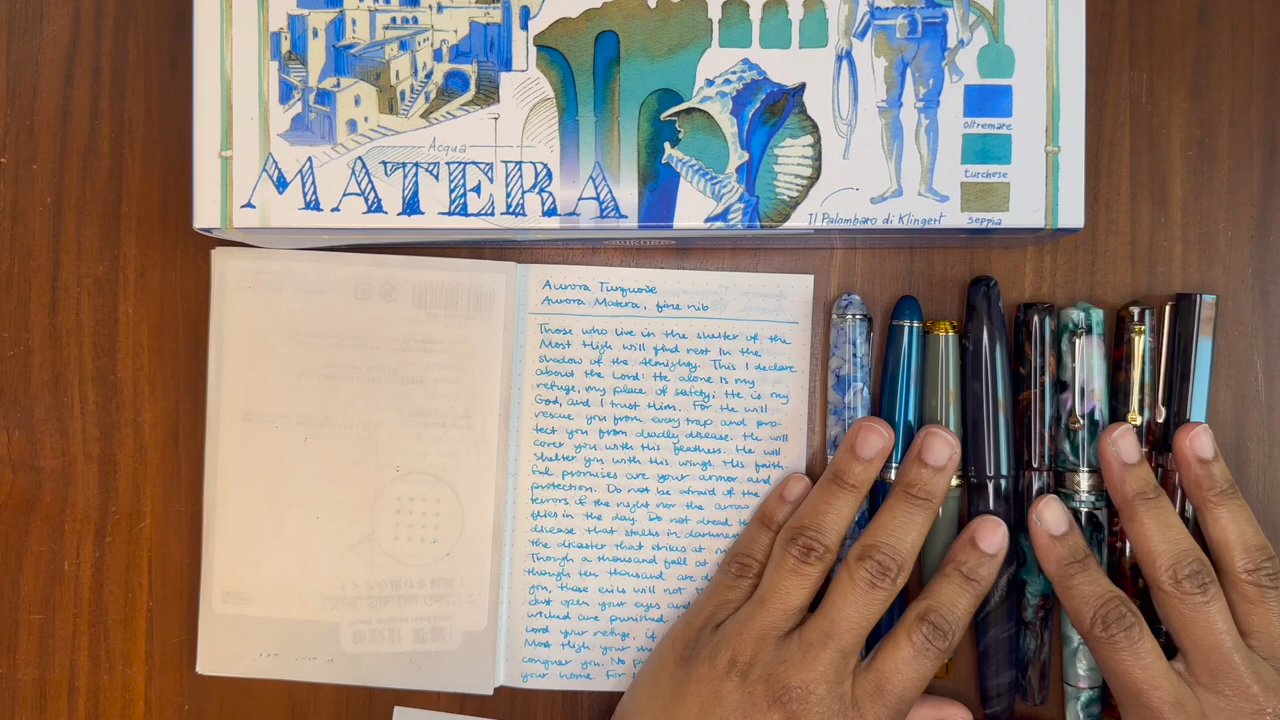 Acqua
MATERA
Il Palombaro di Klingert
oltremare
turchese
seppia
AURORA
Aurora Turquoise
Aurora Matera, fine nib
Those who live in the shelter of the
Most High will find rest in the
shadow of the Almighty. This I declare
about the Lord: He alone is my
refuge, my place of safety; He is my
God, and I trust Him. For He will
rescue you from every trap and pro-
tect you from deadly disease. He will
cover you with His feathers. He will
shelter you with His wings. His faith-
ful promises are your armor and
protection. Do not be afraid of the
terrors of the night nor the arrow
flies in the day. Do not dread th
disease that stalks in darkness
the disaster that strikes at
Though a thousand fall at
though ten thousand are
you, these evils will not
Just open your eyes and
wicked are punished.
Lord your refuge, if
Most High your
conquer you. No
your home. For